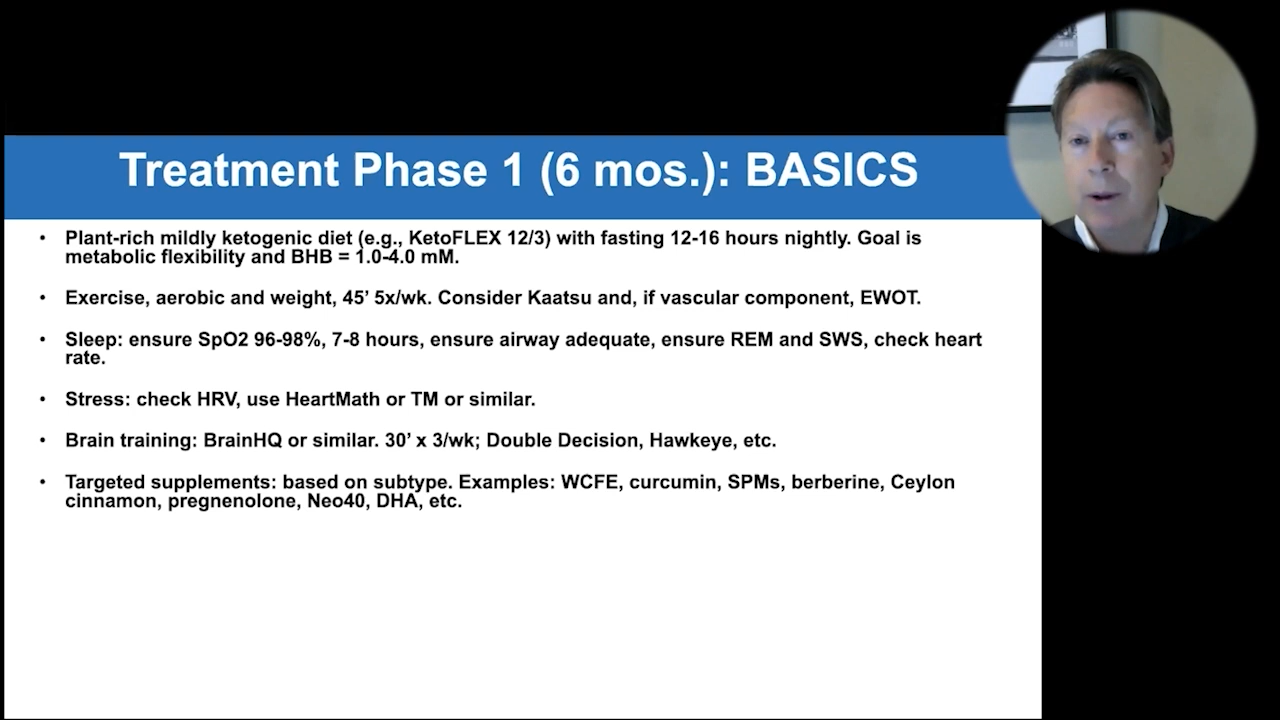 Treatment Phase 1 (6 mos.): BASICS
• Plant-rich mildly ketogenic diet (e.g., KetoFLEX 12/3) with fasting 12-16 hours nightly. Goal is
metabolic flexibility and BHB = 1.0-4.0 mM.
• Exercise, aerobic and weight, 45’ 5x/wk. Consider Kaatsu and, if vascular component, EWOT.
• Sleep: ensure SpO2 96-98%, 7-8 hours, ensure airway adequate, ensure REM and SWS, check heart
rate.
• Stress: check HRV, use HeartMath or TM or similar.
• Brain training: BrainHQ or similar. 30’ x 3/wk; Double Decision, Hawkeye, etc.
• Targeted supplements: based on subtype. Examples: WCFE, curcumin, SPMs, berberine, Ceylon
cinnamon, pregnenolone, Neo40, DHA, etc.